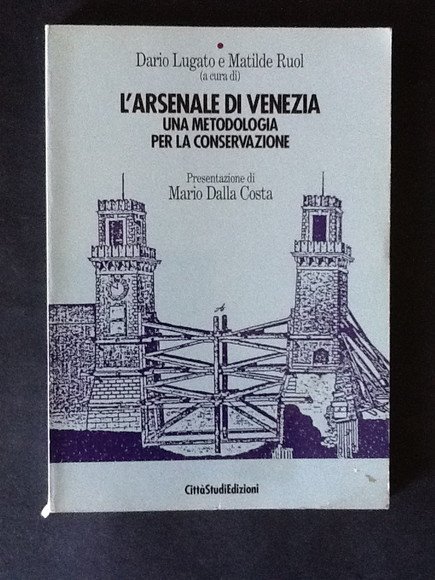 Dario Lugato e Matilde Ruol
(a cura di)
L'ARSENALE DI VENEZIA
UNA METODOLOGIA
PER LA CONSERVAZIONE
Presentazione di
Mario Dalla Costa
CittàStudiEdizioni